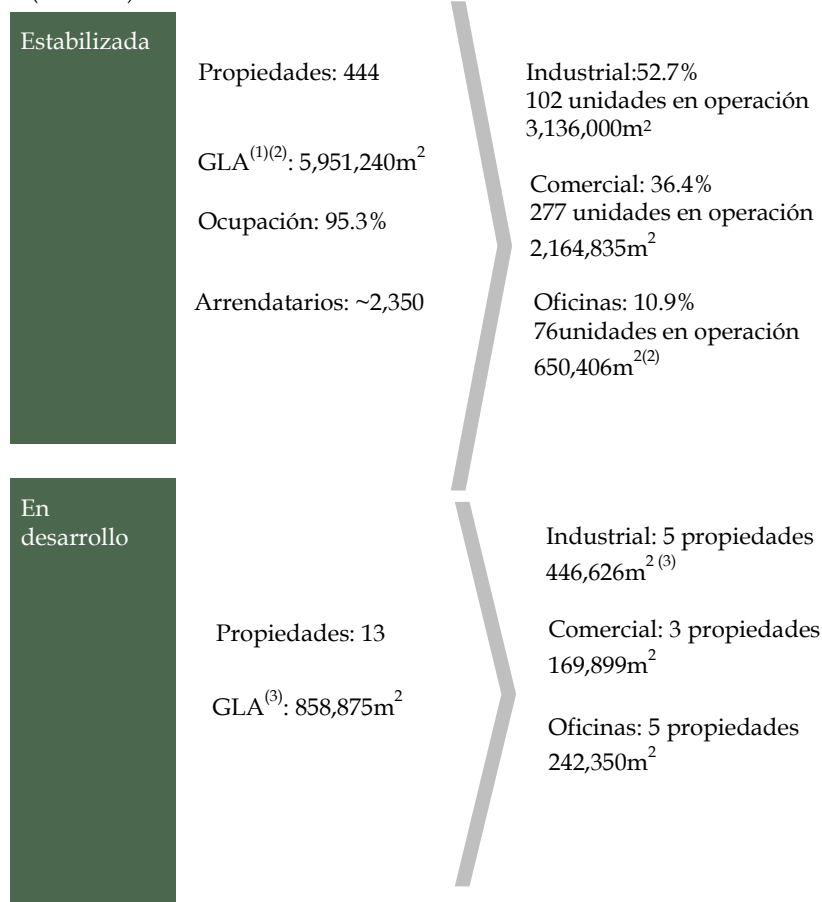 Estabilizada
Propiedades: 444
GLA(1)(2): 5,951,240m2
Ocupación: 95.3%
Arrendatarios: ~2,350
Industrial:52.7%
102 unidades en operación
3,136,000m2
Comercial: 36.4%
277 unidades en operación
2,164,835m2
Oficinas: 10.9%
76unidades en operación
650,406m2(2)
En
desarrollo
Propiedades: 13
GLA(3): 858,875m2
Industrial: 5 propiedades
446,626m2 (3)
Comercial: 3 propiedades
169,899m2
Oficinas: 5 propiedades
242,350m2